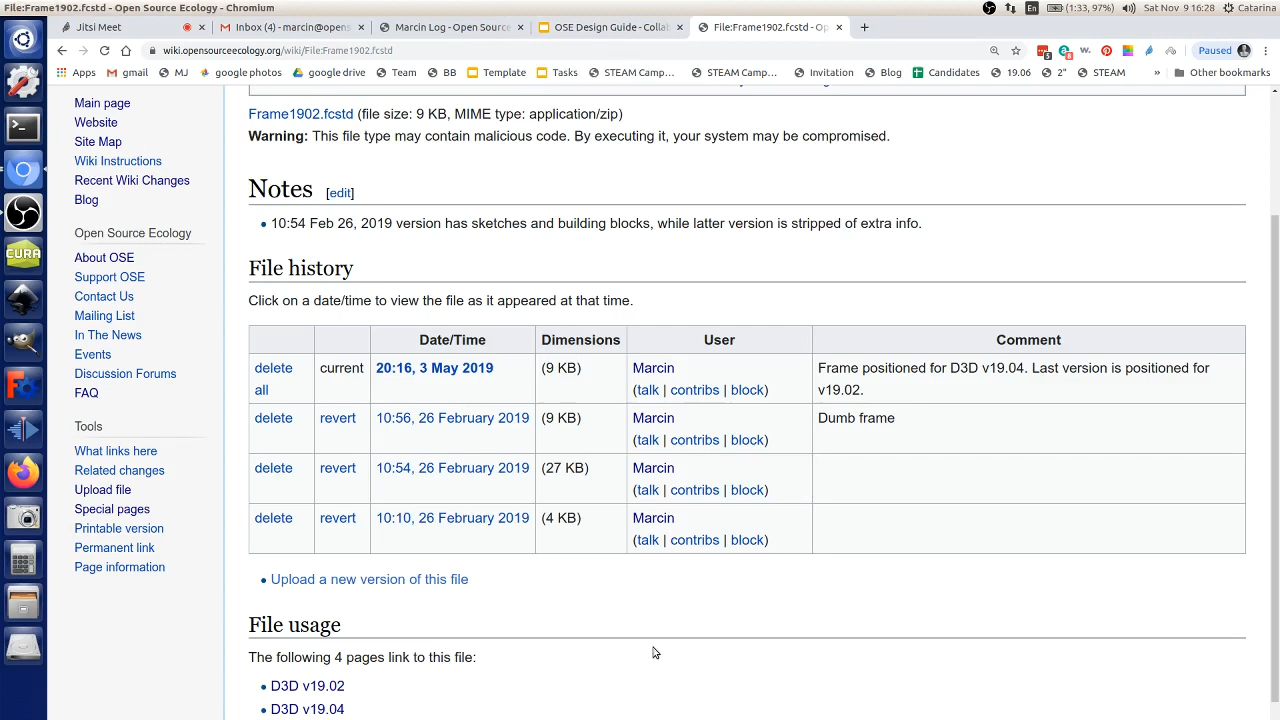 File:Frame1902.fcstd - Open Source Ecology - Chromium
En
(1:33, 97%)
Sat Nov 9 16:28
Catarina
Jitsi Meet
Inbox (4) - marcin@opens
Marcin Log - Open Source
OSE Design Guide - Collab
File:Frame1902.fcstd - Op
wiki.opensourceecology.org/wiki/File:Frame1902.fcstd
Paused
Apps
gmail
MJ
google photos
google drive
Team
BB
Template
Tasks
STEAM Camp...
STEAM Camp...
Invitation
Blog
Candidates
19.06
2"
STEAM
»
Other bookmarks
Main page
Website
Site Map
Wiki Instructions
Recent Wiki Changes
Blog
Open Source Ecology
About OSE
Support OSE
Contact Us
Mailing List
In The News
Events
Discussion Forums
FAQ
Tools
What links here
Related changes
Upload file
Special pages
Printable version
Permanent link
Page information
CURA
Frame1902.fcstd (file size: 9 KB, MIME type: application/zip)
Warning: This file type may contain malicious code. By executing it, your system may be compromised.
Notes [edit]
• 10:54 Feb 26, 2019 version has sketches and building blocks, while latter version is stripped of extra info.
File history
Click on a date/time to view the file as it appeared at that time.
Date/Time Dimensions User Comment
delete all current 20:16, 3 May 2019 (9 KB) Marcin (talk | contribs | block) Frame positioned for D3D v19.04. Last version is positioned for v19.02.
delete revert 10:56, 26 February 2019 (9 KB) Marcin (talk | contribs | block) Dumb frame
delete revert 10:54, 26 February 2019 (27 KB) Marcin (talk | contribs | block)
delete revert 10:10, 26 February 2019 (4 KB) Marcin (talk | contribs | block)
• Upload a new version of this file
File usage
The following 4 pages link to this file:
• D3D v19.02
• D3D v19.04